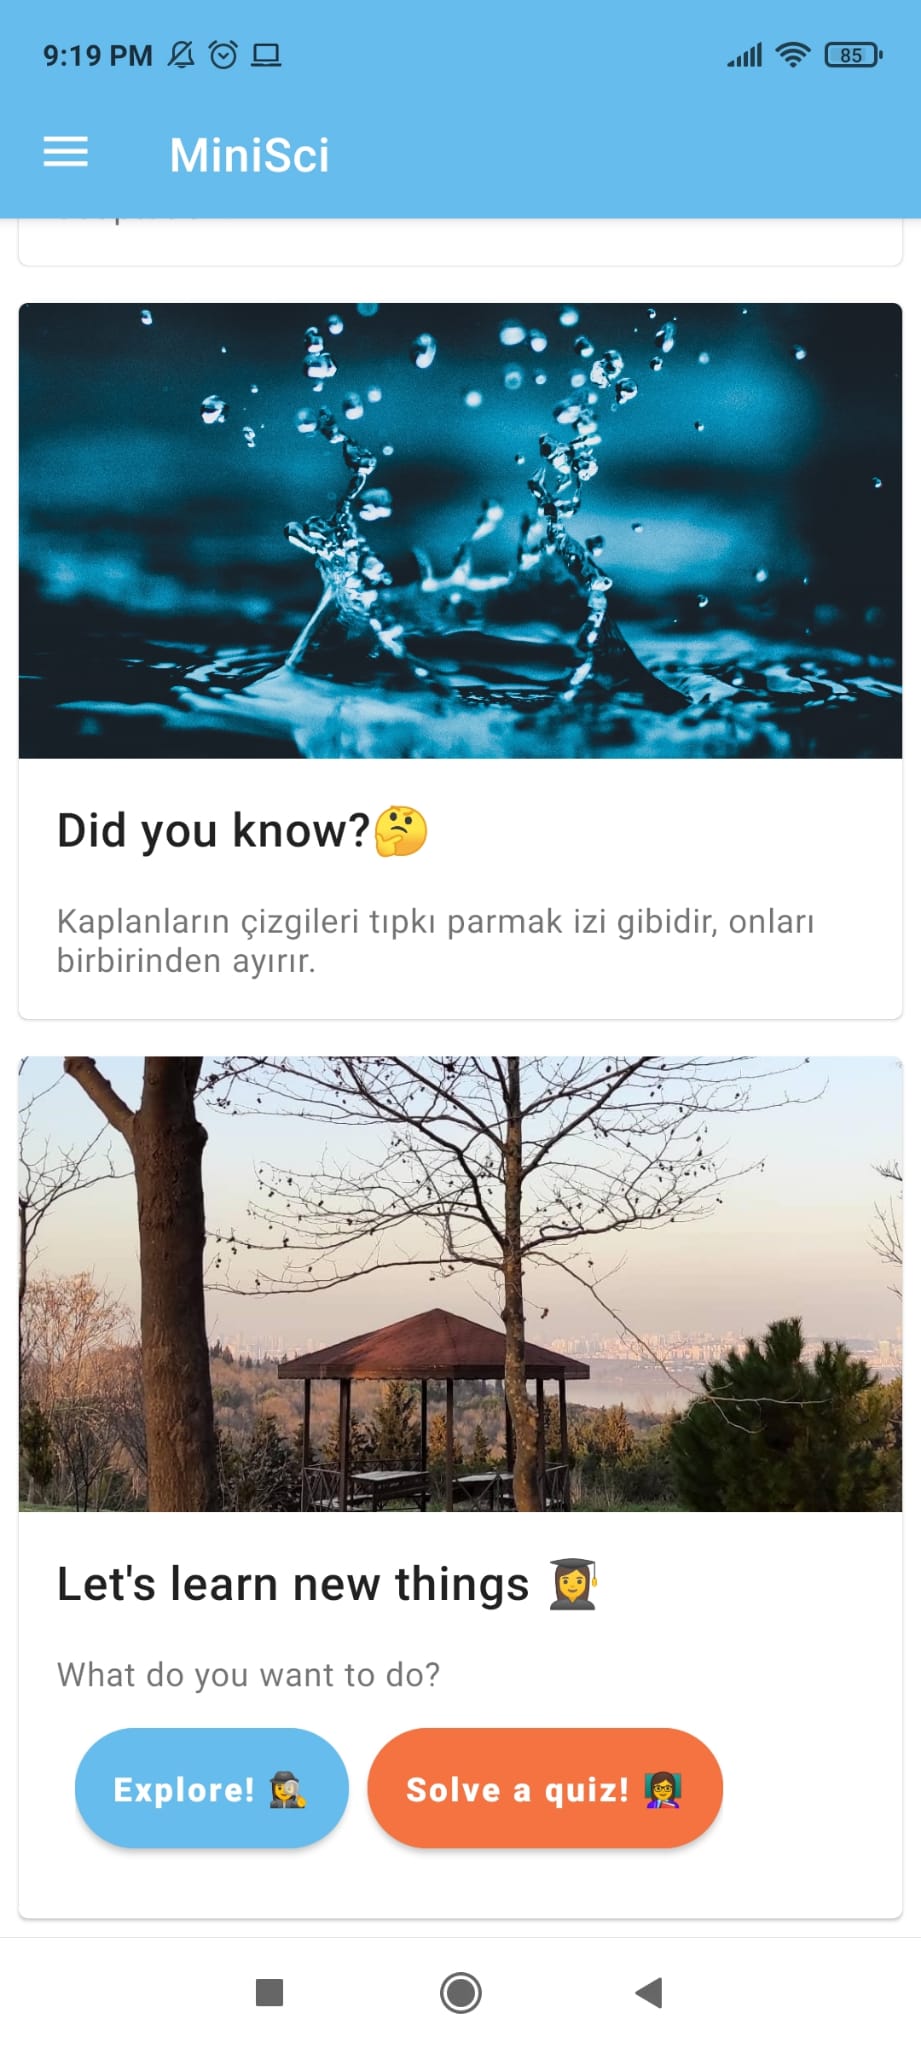 9:19 PM
85
MiniSci
Did you know?🤔
Kaplanların çizgileri tıpkı parmak izi gibidir, onları
birbirinden ayırır.
Let's learn new things 👩‍🎓
What do you want to do?
Explore! 🕵️‍♀️
Solve a quiz! 👩‍🏫